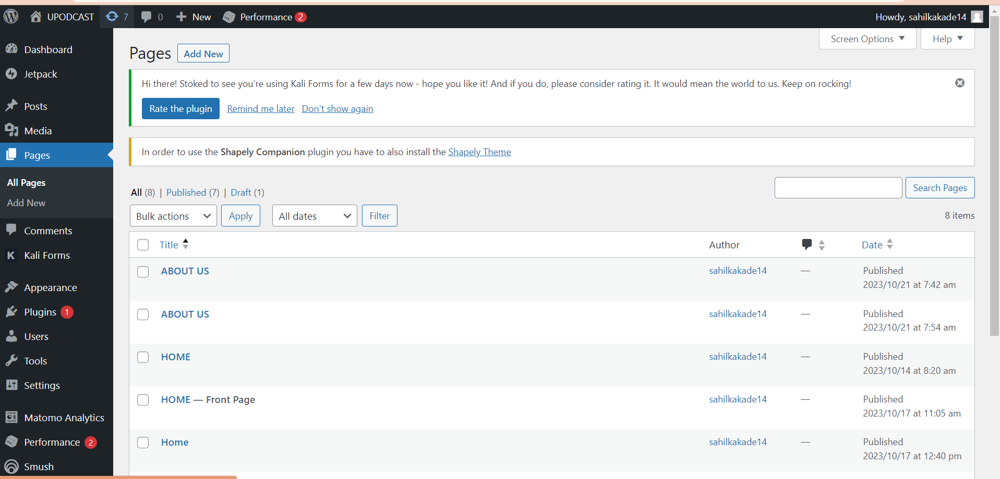 UPODCAST 7 0 New Performance 2 Howdy, sahilkakade14
Screen Options Help
Dashboard
Jetpack
Posts
Media
Pages
All Pages
Add New
Comments
K Kali Forms
Appearance
Plugins 1
Users
Tools
Settings
Matomo Analytics
Performance 2
Smush
Pages Add New
Hi there! Stoked to see you're using Kali Forms for a few days now - hope you like it! And if you do, please consider rating it. It would mean the world to us. Keep on rocking!
Rate the plugin Remind me later Don't show again
In order to use the Shapely Companion plugin you have to also install the Shapely Theme
All (8) | Published (7) | Draft (1) Search Pages
Bulk actions Apply All dates Filter 8 items
Title Author Date
ABOUT US sahilkakade14 — Published
2023/10/21 at 7:42 am
ABOUT US sahilkakade14 — Published
2023/10/21 at 7:54 am
HOME sahilkakade14 — Published
2023/10/14 at 8:20 am
HOME — Front Page sahilkakade14 — Published
2023/10/17 at 11:05 am
Home sahilkakade14 — Published
2023/10/17 at 12:40 pm